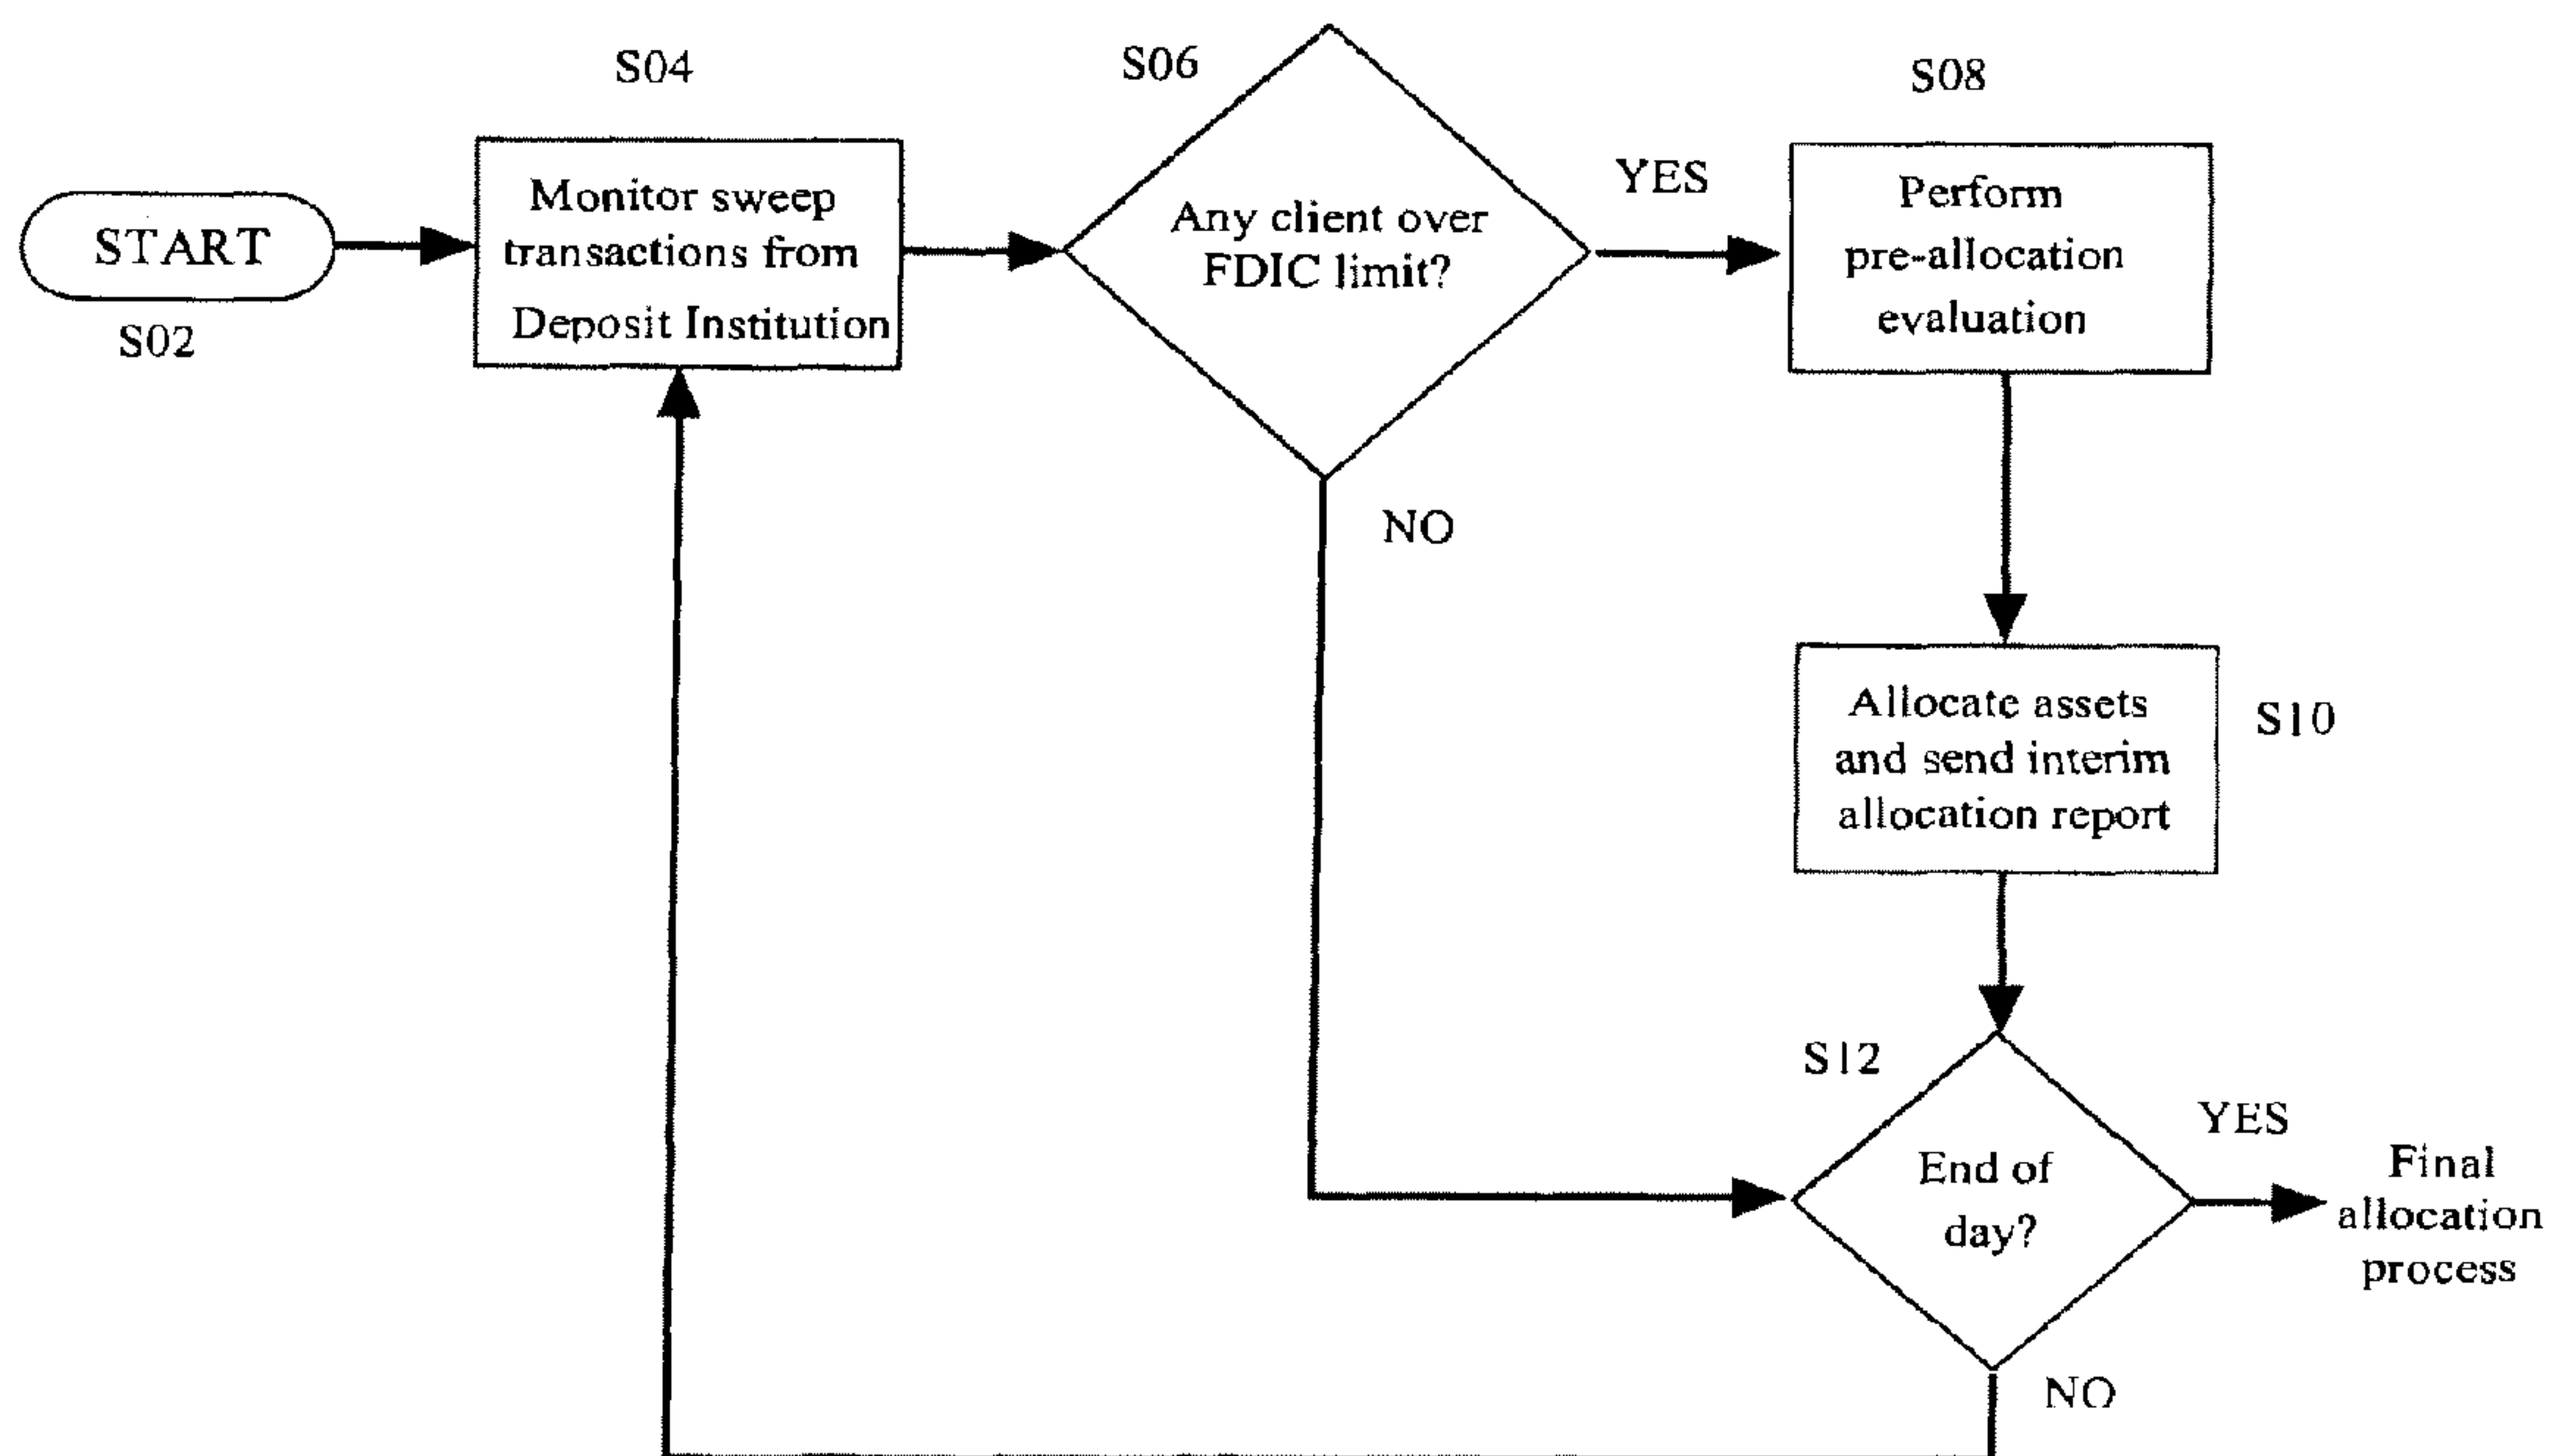 S04
S06
S08
START
S02
Monitor sweep
transactions from
Deposit Institution
Any client over
FDIC limit?
YES
Perform
pre-allocation
evaluation
NO
Allocate assets
and send interim
allocation report
S10
S12
End of
day?
YES
Final
allocation
process
NO